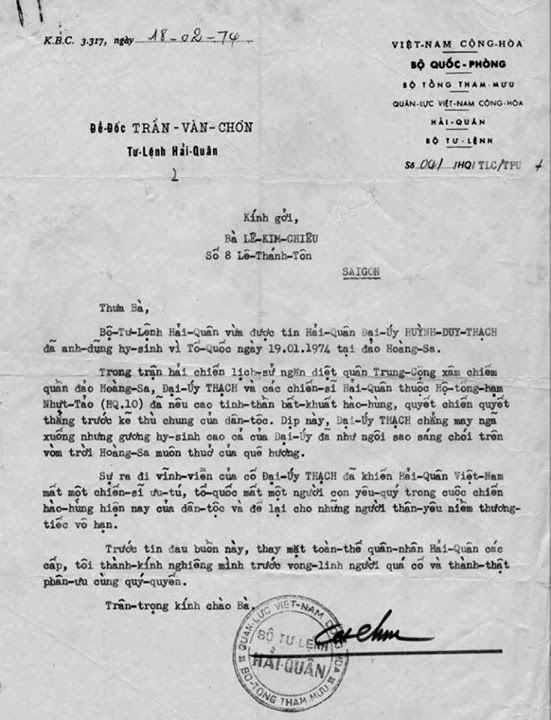 K.B.C. 3.317, ngày 18-02-74
VIỆT-NAM CỘNG-HÒA
BỘ QUỐC-PHÒNG
BỘ TỔNG THAM-MƯU
QUÂN-LỰC VIỆT-NAM CỘNG-HÒA
HẢI-QUÂN
BỘ TƯ-LỆNH
Số 001/HQ/TLC/TPU
Đề-Đốc TRẦN-VĂN-CHƠN
Tư-Lệnh Hải-Quân
Kính gởi,
Bà LÊ-KIM-CHIÊU
Số 8 Lê-Thánh-Tôn
SAIGON
Thưa Bà,
Bộ-Tư-Lệnh Hải-Quân vừa được tin Hải-Quân Đại-Úy HUỲNH-DUY-THẠCH
đã anh-dũng hy-sinh vì Tổ-Quốc ngày 19.01.1974 tại đảo Hoàng-Sa.
Trong trận hải chiến lịch-sử ngăn diệt quân Trung-Cộng xâm chiếm
quần đảo Hoàng-Sa, Đại-Úy THẠCH và các chiến-sĩ Hải-Quân thuộc Hộ-tống-hạm
Nhựt-Tảo (HQ.10) đã nêu cao tinh-thần bất-khuất hào-hùng, quyết chiến quyết
thắng trước kẻ thù chung của dân-tộc. Dịp này, Đại-Úy THẠCH chẳng may ngã
xuống nhưng gương hy-sinh cao cả của Đại-Úy đã như ngôi sao sáng chói trên
vòm trời Hoàng-Sa muôn thuở của quê hương.
Sự ra đi vĩnh-viễn của cố Đại-Úy THẠCH đã khiến Hải-Quân Việt-Nam
mất một chiến-sĩ ưu-tú, tổ-quốc mất một người con yêu-quý trong cuộc chiến
hào-hùng hiện nay của dân-tộc và để lại cho những người thân-yêu niềm thương-
tiếc vô hạn.
Trước tin đau buồn này, thay mặt toàn-thể quân-nhân Hải-Quân các
cấp, tôi thành-kính nghiêng mình trước vong-linh người quá cố và thành-thật
phân-ưu cùng quý-quyến.
Trân-trọng kính chào Bà.
QUÂN-LỰC VIỆT-NAM CỘNG HÒA
BỘ TƯ LỆNH
HẢI-QUÂN
BỘ-TỔNG THAM MƯU